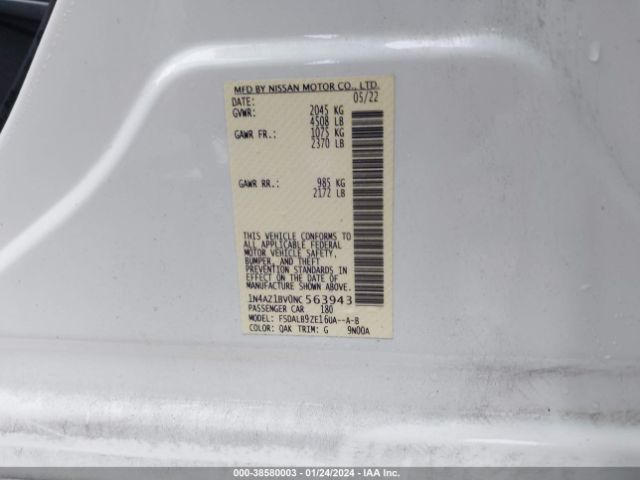 MFD BY NISSAN MOTOR CO., LTD.
DATE: 05/22
GVWR: 2045 KG
4508 LB
GAWR FR.: 1075 KG
2370 LB
GAWR RR.: 985 KG
2172 LB
THIS VEHICLE CONFORMS TO
ALL APPLICABLE FEDERAL
MOTOR VEHICLE SAFETY,
BUMPER, AND THEFT
PREVENTION STANDARDS IN
EFFECT ON THE DATE OF
MANUFACTURE SHOWN ABOVE.
1N4AZ1BV0NC563943
PASSENGER CAR 180
MODEL: FSDALB9ZE16UA--A-B
COLOR: QAK TRIM: G 9N00A
000-38580003 — 01/24/2024 — IAA Inc.